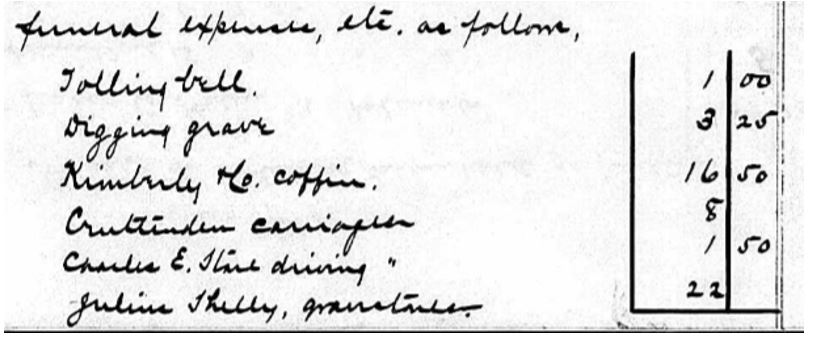 funeral expenses, etc. as follows,
Tolling bell. 1 00
Digging grave 3 25
Kimberly & Co. coffin. 16 50
Cruttenden carriages 8
Charles E. Stone driving " 1 50
Julius Shelly, gravestones. 22